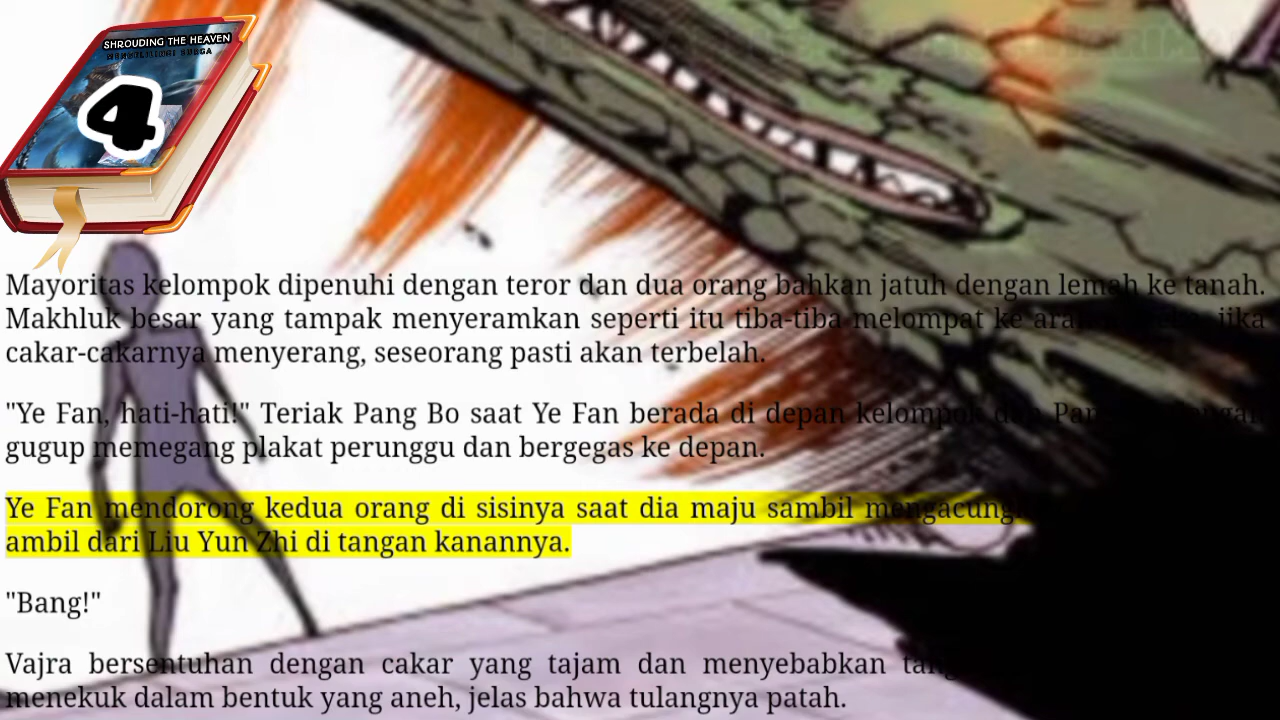 SHROUDING THE HEAVEN
4
Mayoritas kelompok dipenuhi dengan teror dan dua orang bahkan jatuh dengan lemah ke tanah.
Makhluk besar yang tampak menyeramkan seperti itu tiba-tiba melompat ke jika
cakar-cakarnya menyerang, seseorang pasti akan terbelah.
"Ye Fan, hati-hati!" Teriak Pang Bo saat Ye Fan berada di depan kelompok dan
gugup memegang plakat perunggu dan bergegas ke depan.
Ye Fan mendorong kedua orang di sisinya saat dia maju sambil
ambil dari Liu Yun Zhi di tangan kanannya.
"Bang!"
Vajra bersentuhan dengan cakar yang tajam dan menyebabkan
menekuk dalam bentuk yang aneh, jelas bahwa tulangnya patah.